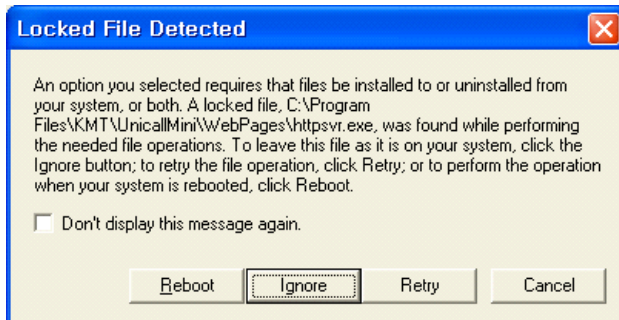 Locked File Detected
An option you selected requires that files be installed to or uninstalled from
your system, or both. A locked file, C:\Program
Files\KMT\UnicallMini\WebPages\httpsvr.exe, was found while performing
the needed file operations. To leave this file as it is on your system, click the
Ignore button; to retry the file operation, click Retry; or to perform the operation
when your system is rebooted, click Reboot.
Don't display this message again.
Reboot Ignore Retry Cancel